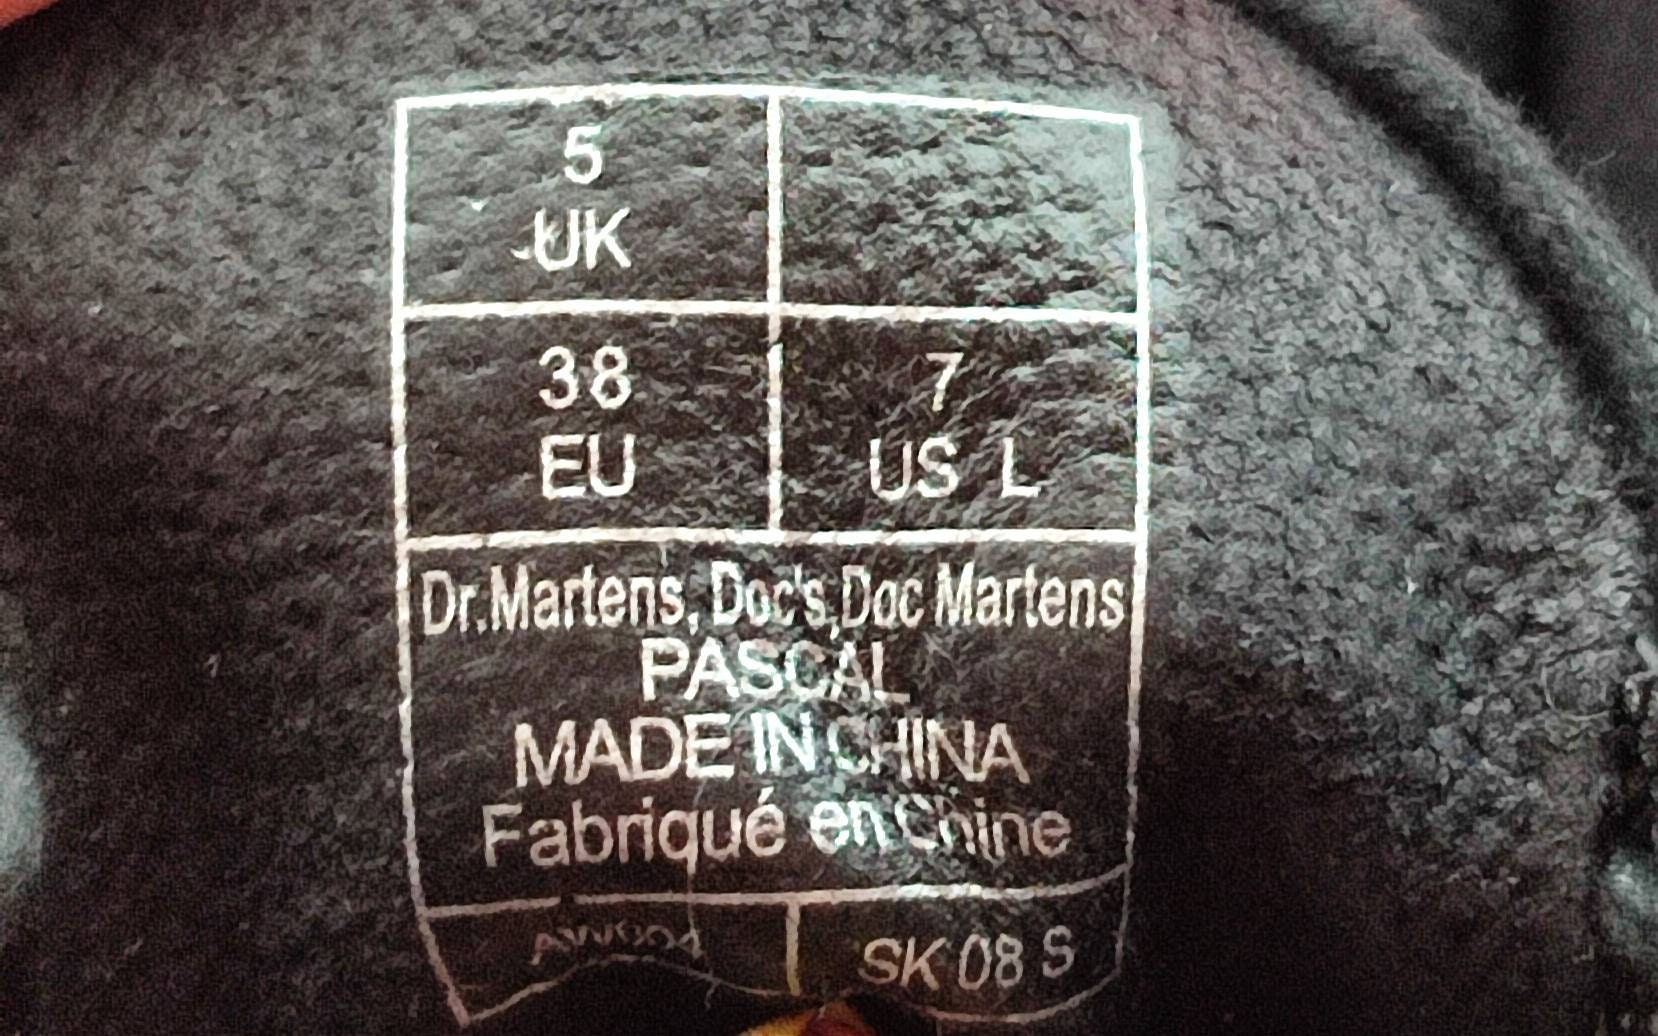 5
UK
38
EU
7
US L
Dr.Martens, Doc's, Doc Martens
PASCAL
MADE IN CHINA
Fabriqué en Chine
SK 08 S